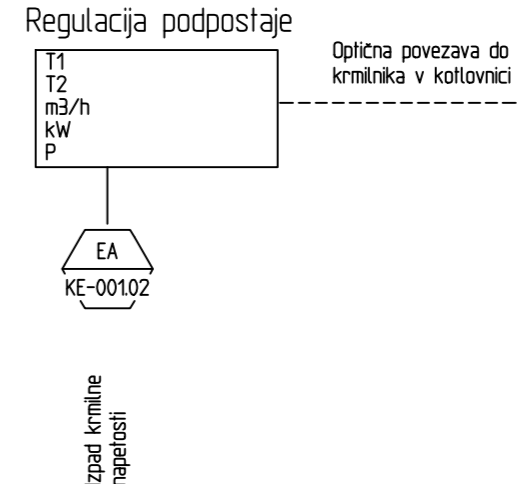 Regulacija podpostaje
T1
T2
m3/h
kW
P
Optična povezava do
krmilnika v kotlovnici
EA
KE-001.02
Izpad krmilne
napetosti